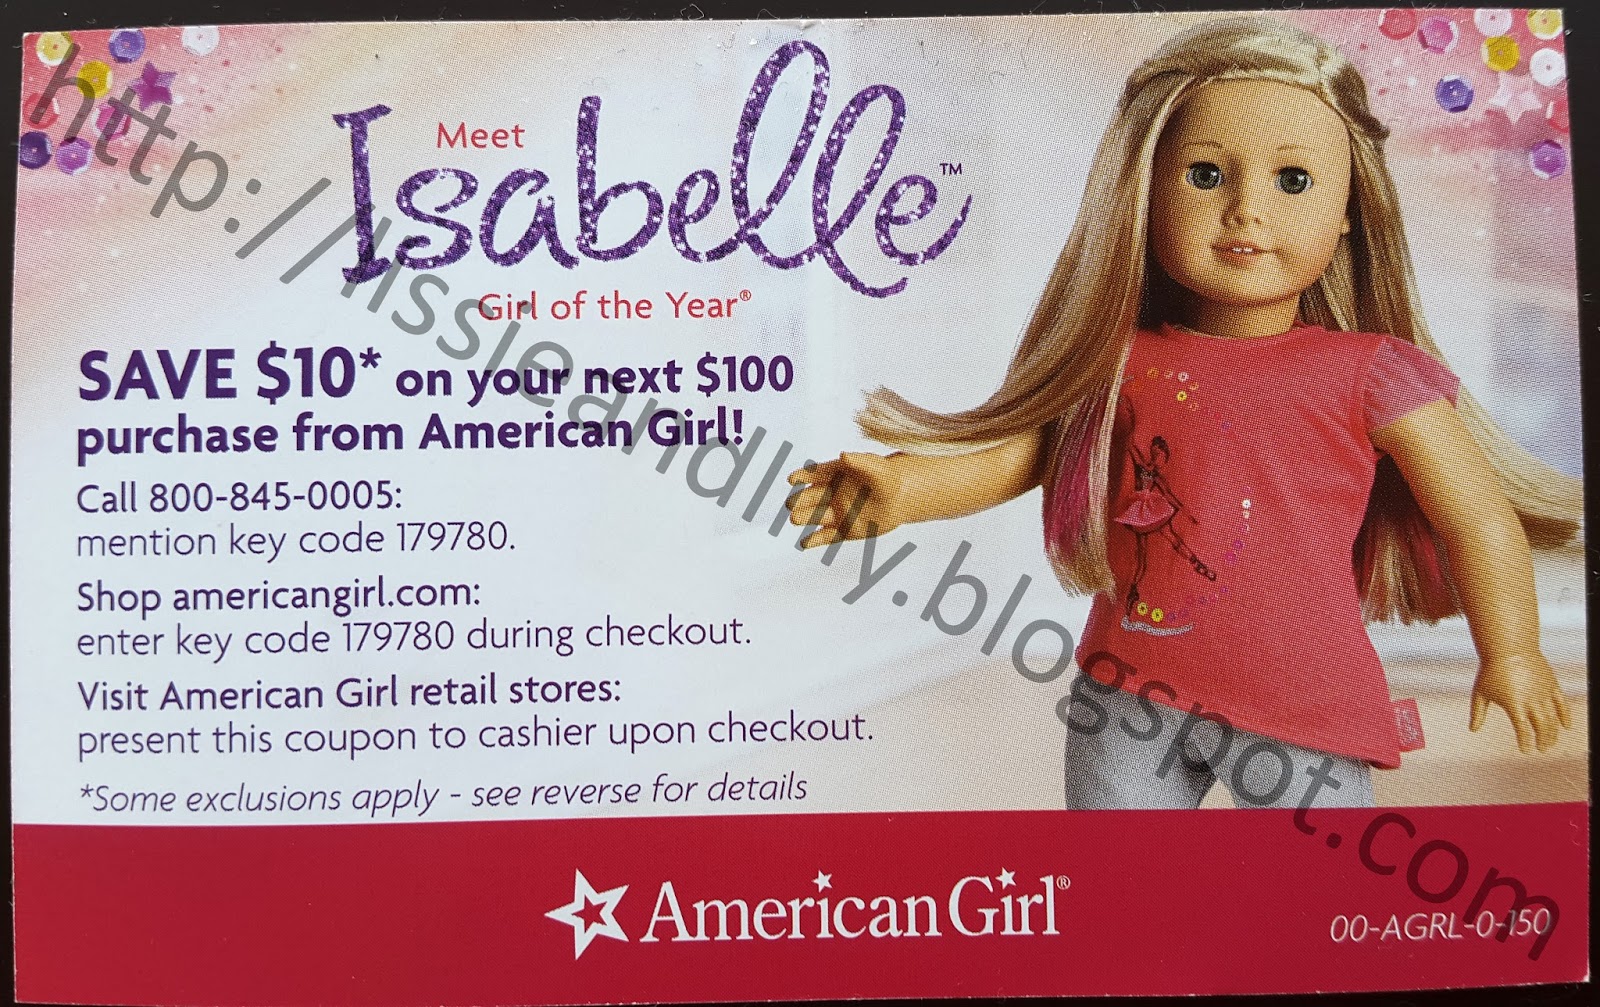 Meet
Isabelle™
Girl of the Year®
SAVE $10* on your next $100
purchase from American Girl!
Call 800-845-0005:
mention key code 179780.
Shop americangirl.com:
enter key code 179780 during checkout.
Visit American Girl retail stores:
present this coupon to cashier upon checkout.
*Some exclusions apply - see reverse for details
American Girl®
00-AGRL-0-150
http://lissieandlilly.blogspot.com